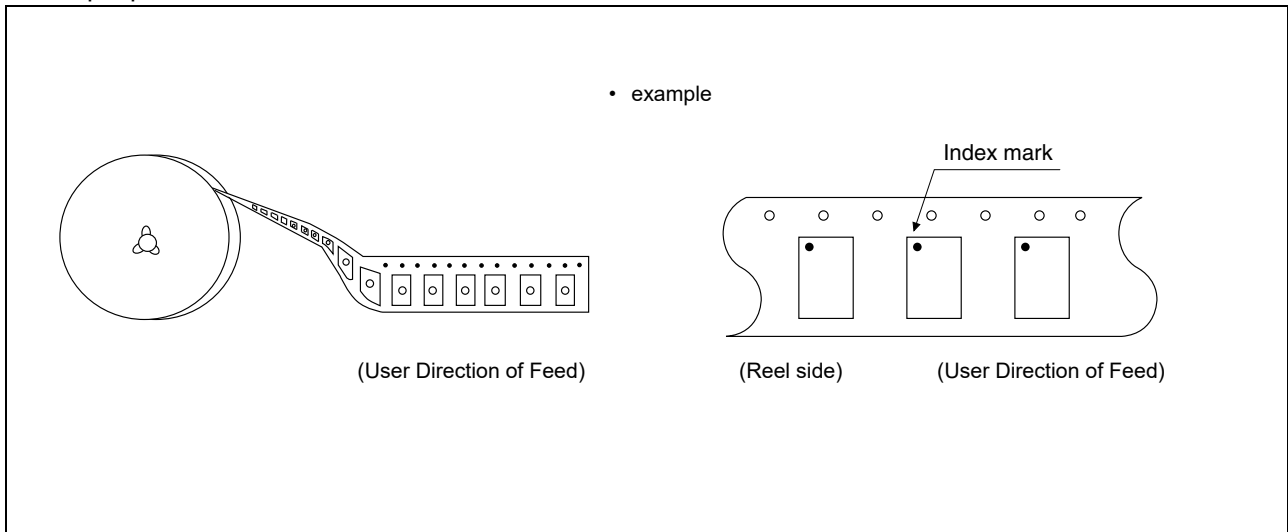 • example
Index mark
(User Direction of Feed)
(Reel side)
(User Direction of Feed)